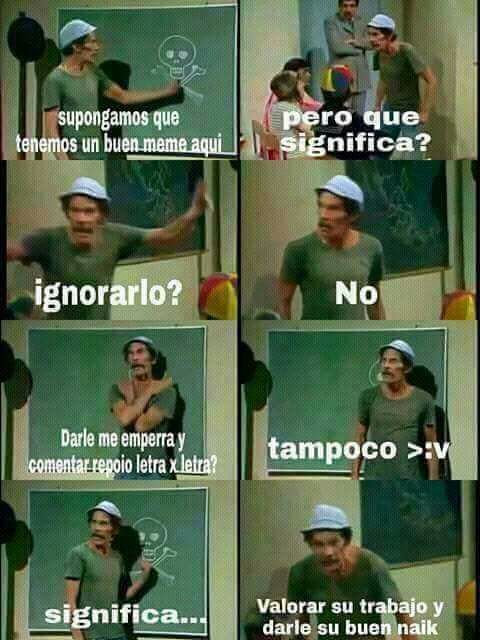 supongamos que
tenemos un buen meme aqui
pero que
significa?
ignorarlo?
No
Darle me emperra y
comentar repoio letra x letra?
tampoco >:v
significa...
Valorar su trabajo y
darle su buen naik